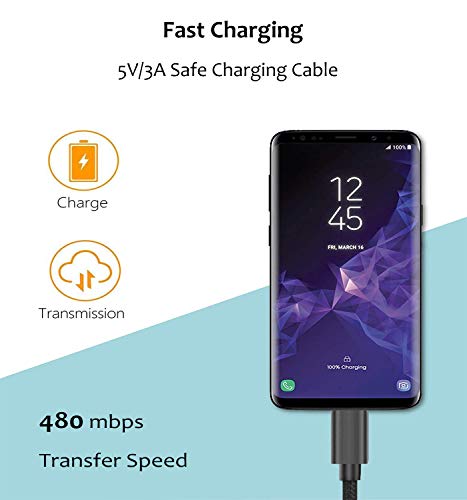 Fast Charging
5V/3A Safe Charging Cable
100%
Charge
12
45
FRI, MARCH 16
Transmission
100% Charging
480 mbps
Transfer Speed